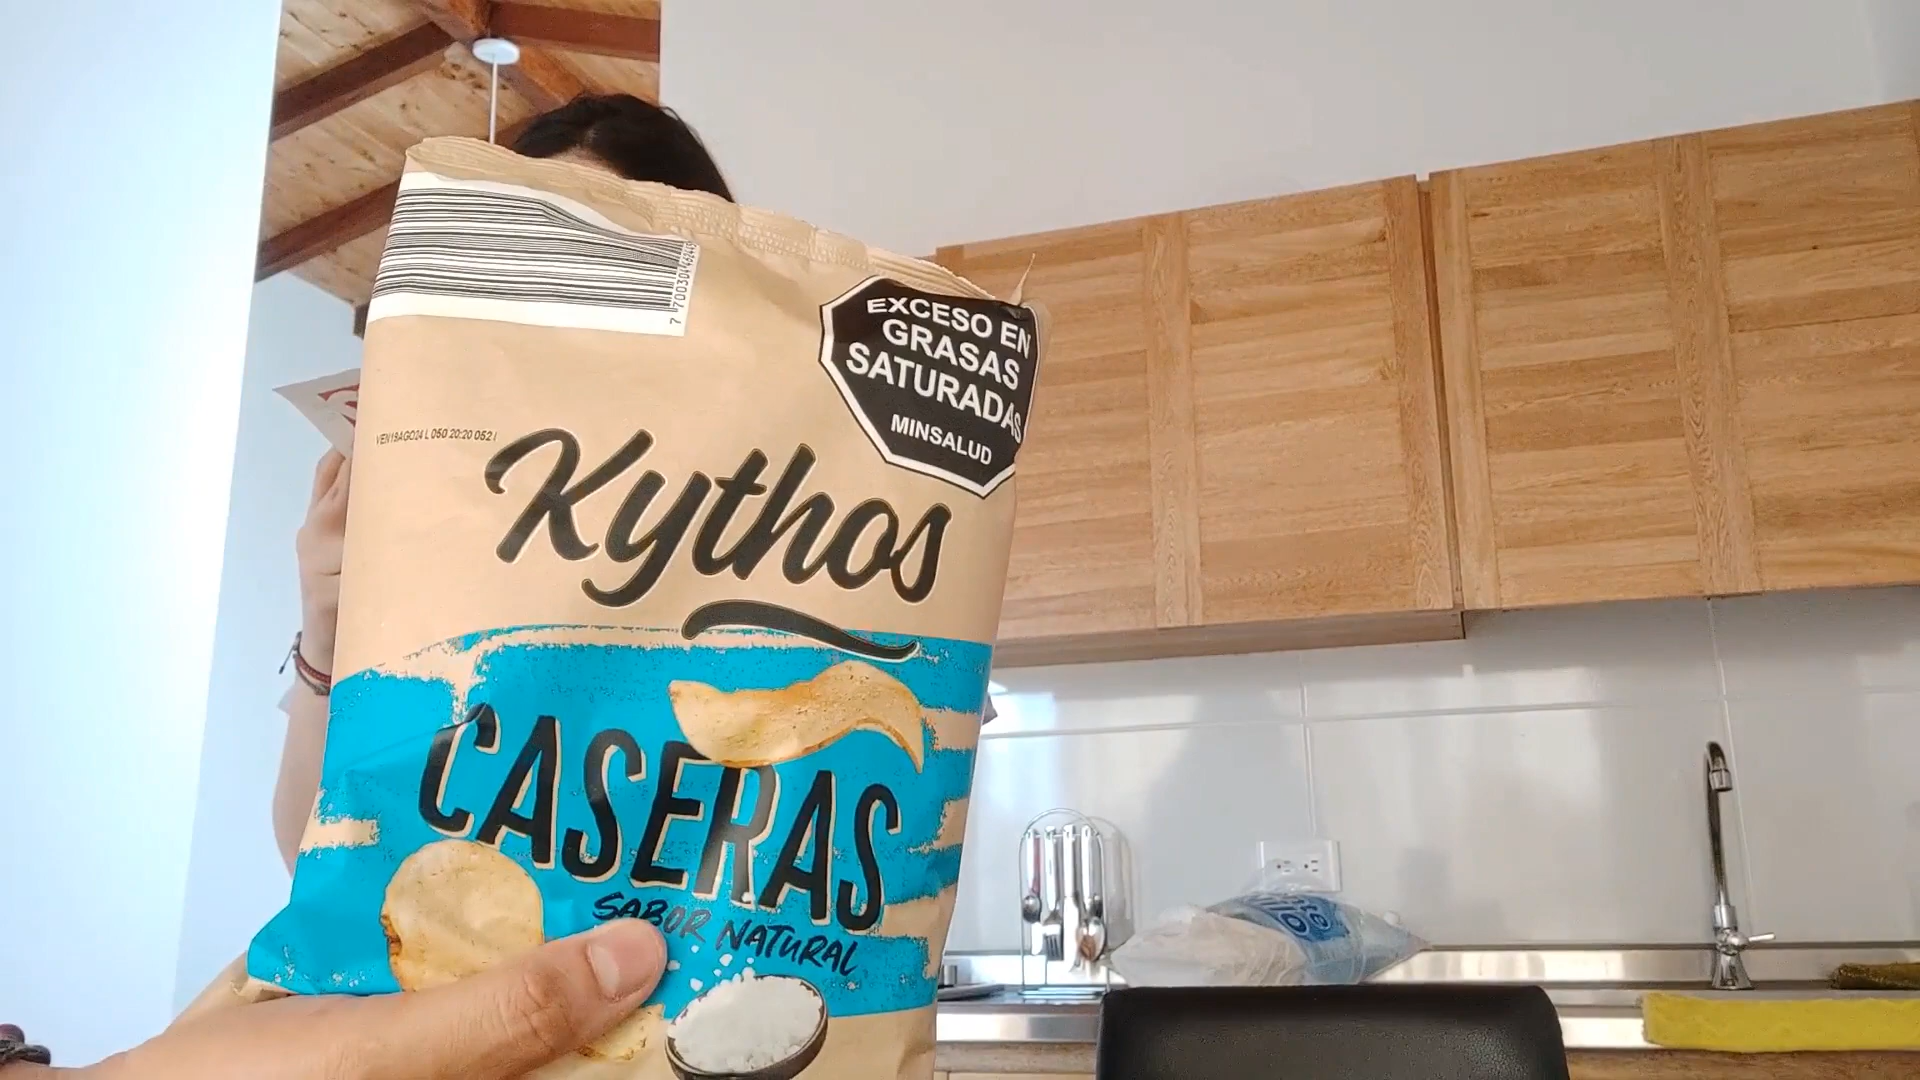 EXCESO EN
GRASAS
SATURADAS
MINSALUD
Kythos
CASERAS
SABOR NATURAL